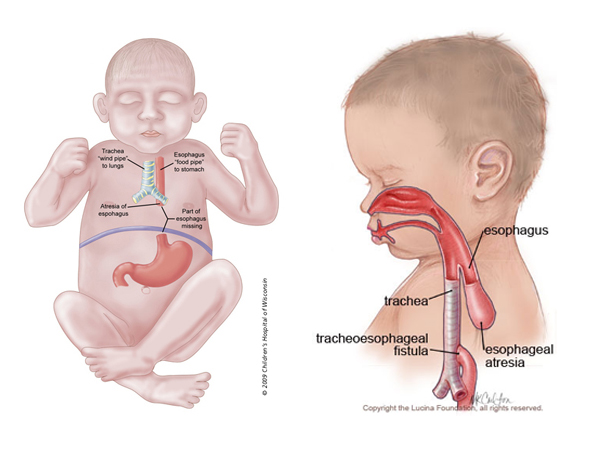 Trachea
"wind pipe"
to lungs
Esophagus
"food pipe"
to stomach
Atresia of
espohagus
Part of
esophagus
missing
© 2009 Children's Hospital of Wisconsin
esophagus
trachea
tracheoesophageal
fistula
esophageal
atresia
Copyright the Lucina Foundation, all rights reserved.